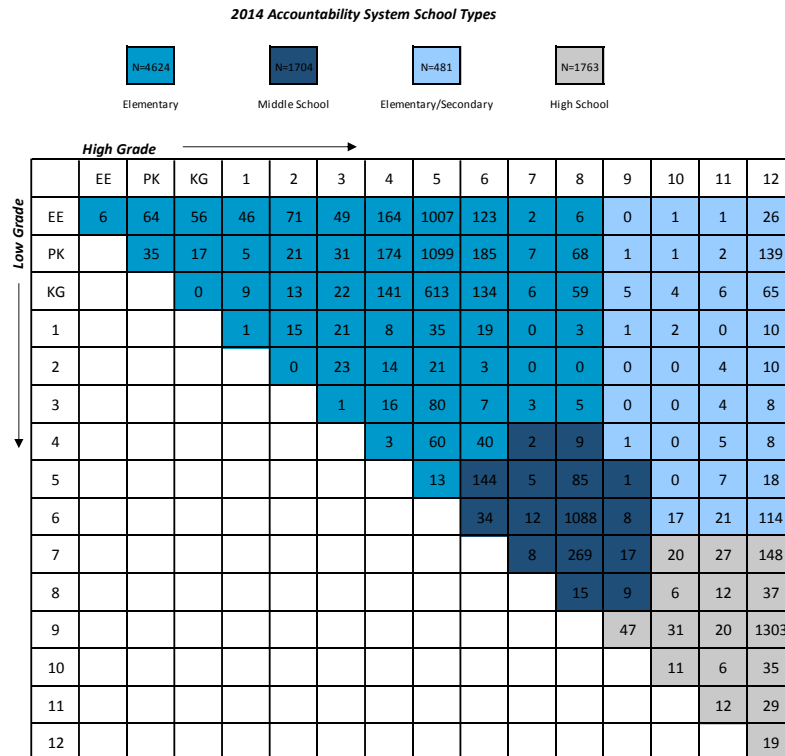 2014 Accountability System School Types
N=4624 N=1704 N=481 N=1763
Elementary Middle School Elementary/Secondary High School
High Grade
Low Grade
EE PK KG 1 2 3 4 5 6 7 8 9 10 11 12
EE 6 64 56 46 71 49 164 1007 123 2 6 0 1 1 26
PK 35 17 5 21 31 174 1099 185 7 68 1 1 2 139
KG 0 9 13 22 141 613 134 6 59 5 4 6 65
1 1 15 21 8 35 19 0 3 1 2 0 10
2 0 23 14 21 3 0 0 0 0 4 10
3 1 16 80 7 3 5 0 0 4 8
4 3 60 40 2 9 1 0 5 8
5 13 144 5 85 1 0 7 18
6 34 12 1088 8 17 21 114
7 8 269 17 20 27 148
8 15 9 6 12 37
9 47 31 20 1303
10 11 6 35
11 12 29
12 19